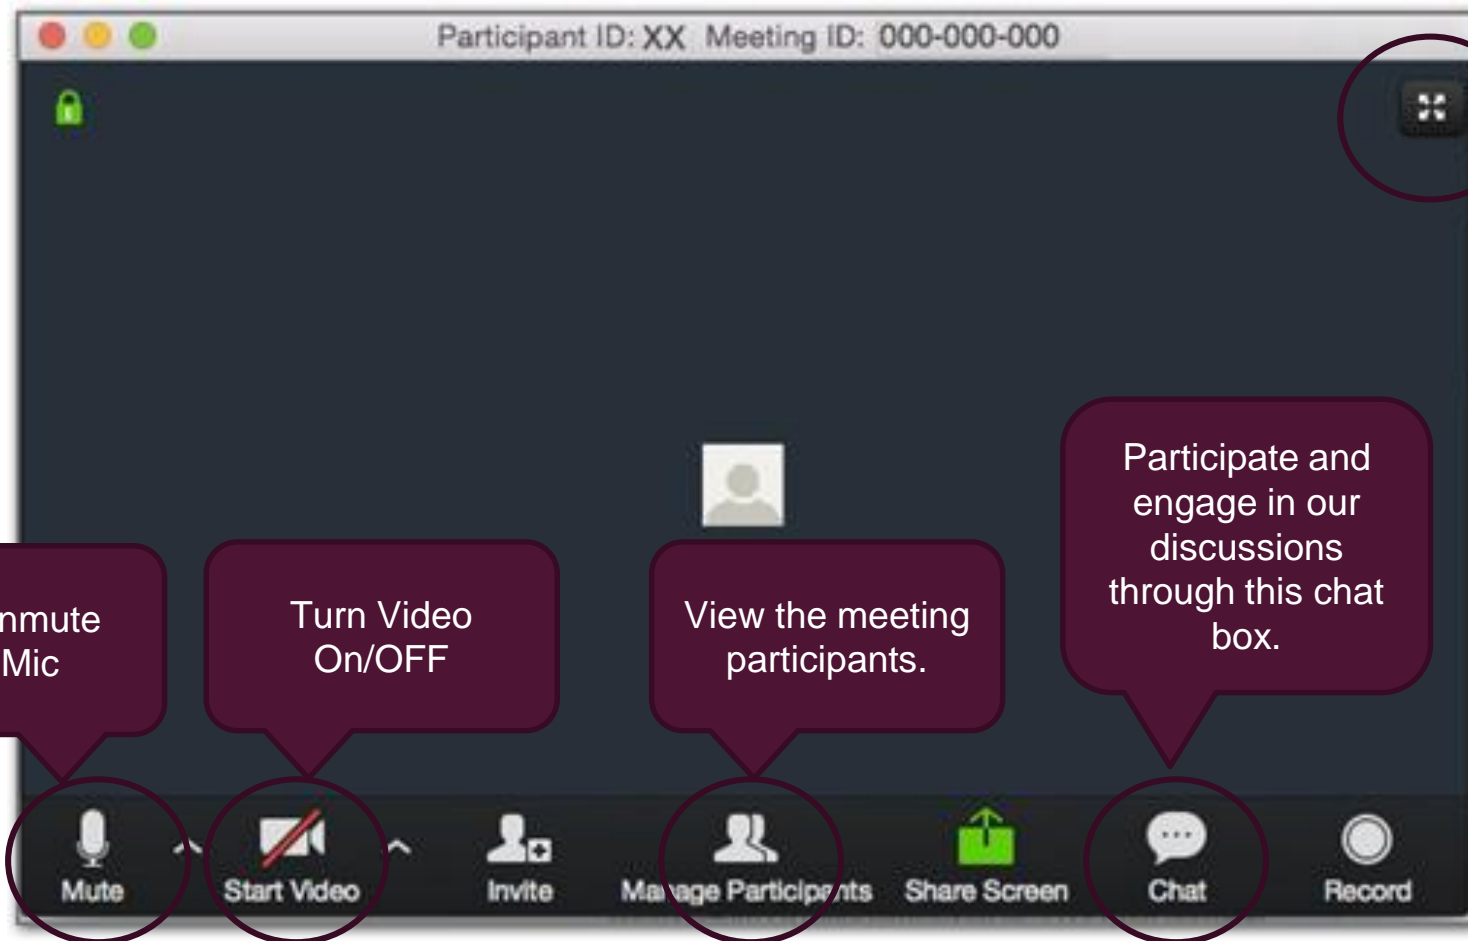 Participant ID: XX Meeting ID: 000-000-000
Participate and
engage in our
discussions
through this chat
box.
nmute
Mic
Turn Video
On/OFF
View the meeting
participants.
Mute
Start Video
Invite
Manage Participants
Share Screen
Chat
Record